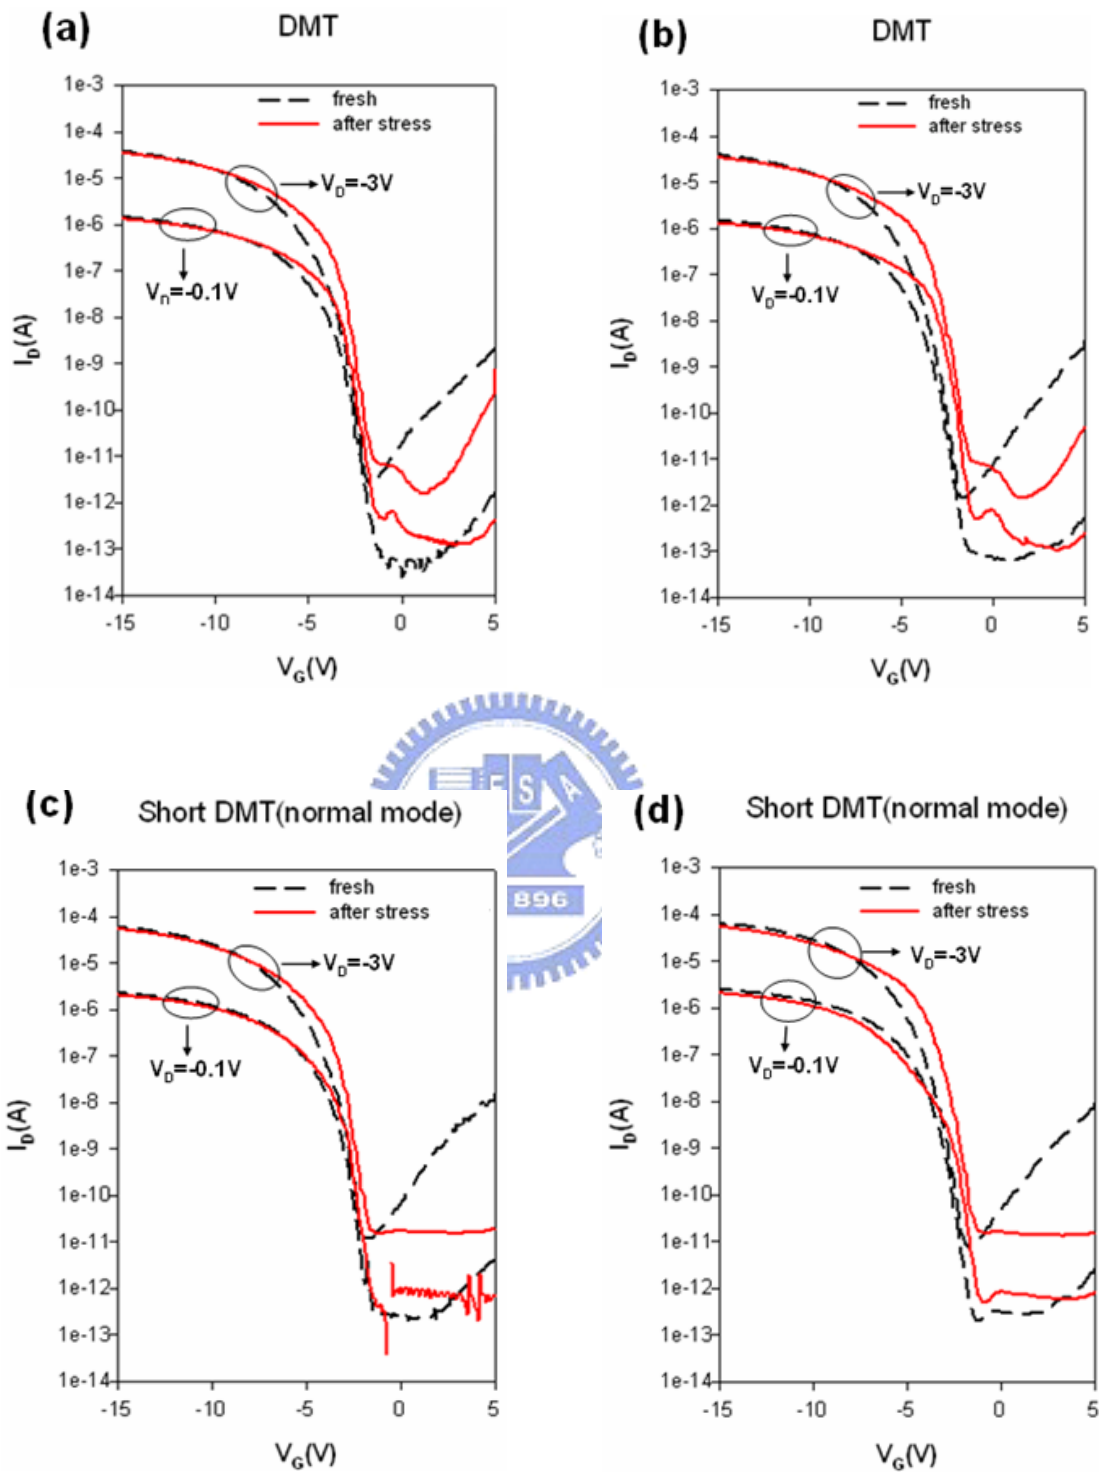 (a) DMT
1e-3
1e-4
1e-5
1e-6
1e-7
1e-8
1e-9
1e-10
1e-11
1e-12
1e-13
1e-14
fresh
after stress
VD=-3V
Vn=-0.1V
ID(A)
-15 -10 -5 0 5
VG(V)
(b) DMT
1e-3
1e-4
1e-5
1e-6
1e-7
1e-8
1e-9
1e-10
1e-11
1e-12
1e-13
1e-14
fresh
after stress
VD=-3V
VD=-0.1V
ID(A)
-15 -10 -5 0 5
VG(V)
E S A
896
(c) Short DMT(normal mode)
1e-3
1e-4
1e-5
1e-6
1e-7
1e-8
1e-9
1e-10
1e-11
1e-12
1e-13
1e-14
fresh
after stress
VD=-3V
VD=-0.1V
ID(A)
-15 -10 -5 0 5
VG(V)
(d) Short DMT(normal mode)
1e-3
1e-4
1e-5
1e-6
1e-7
1e-8
1e-9
1e-10
1e-11
1e-12
1e-13
1e-14
fresh
after stress
VD=-3V
VD=-0.1V
ID(A)
-15 -10 -5 0 5
VG(V)